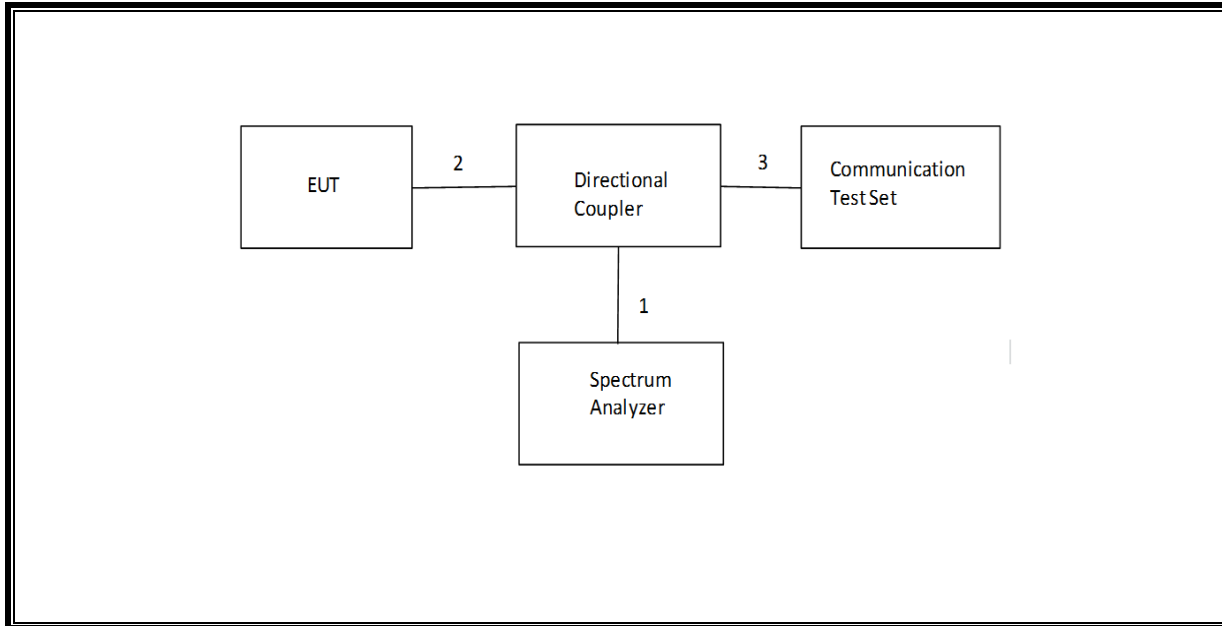 EUT
2
Directional
Coupler
3
Communication
Test Set
1
Spectrum
Analyzer